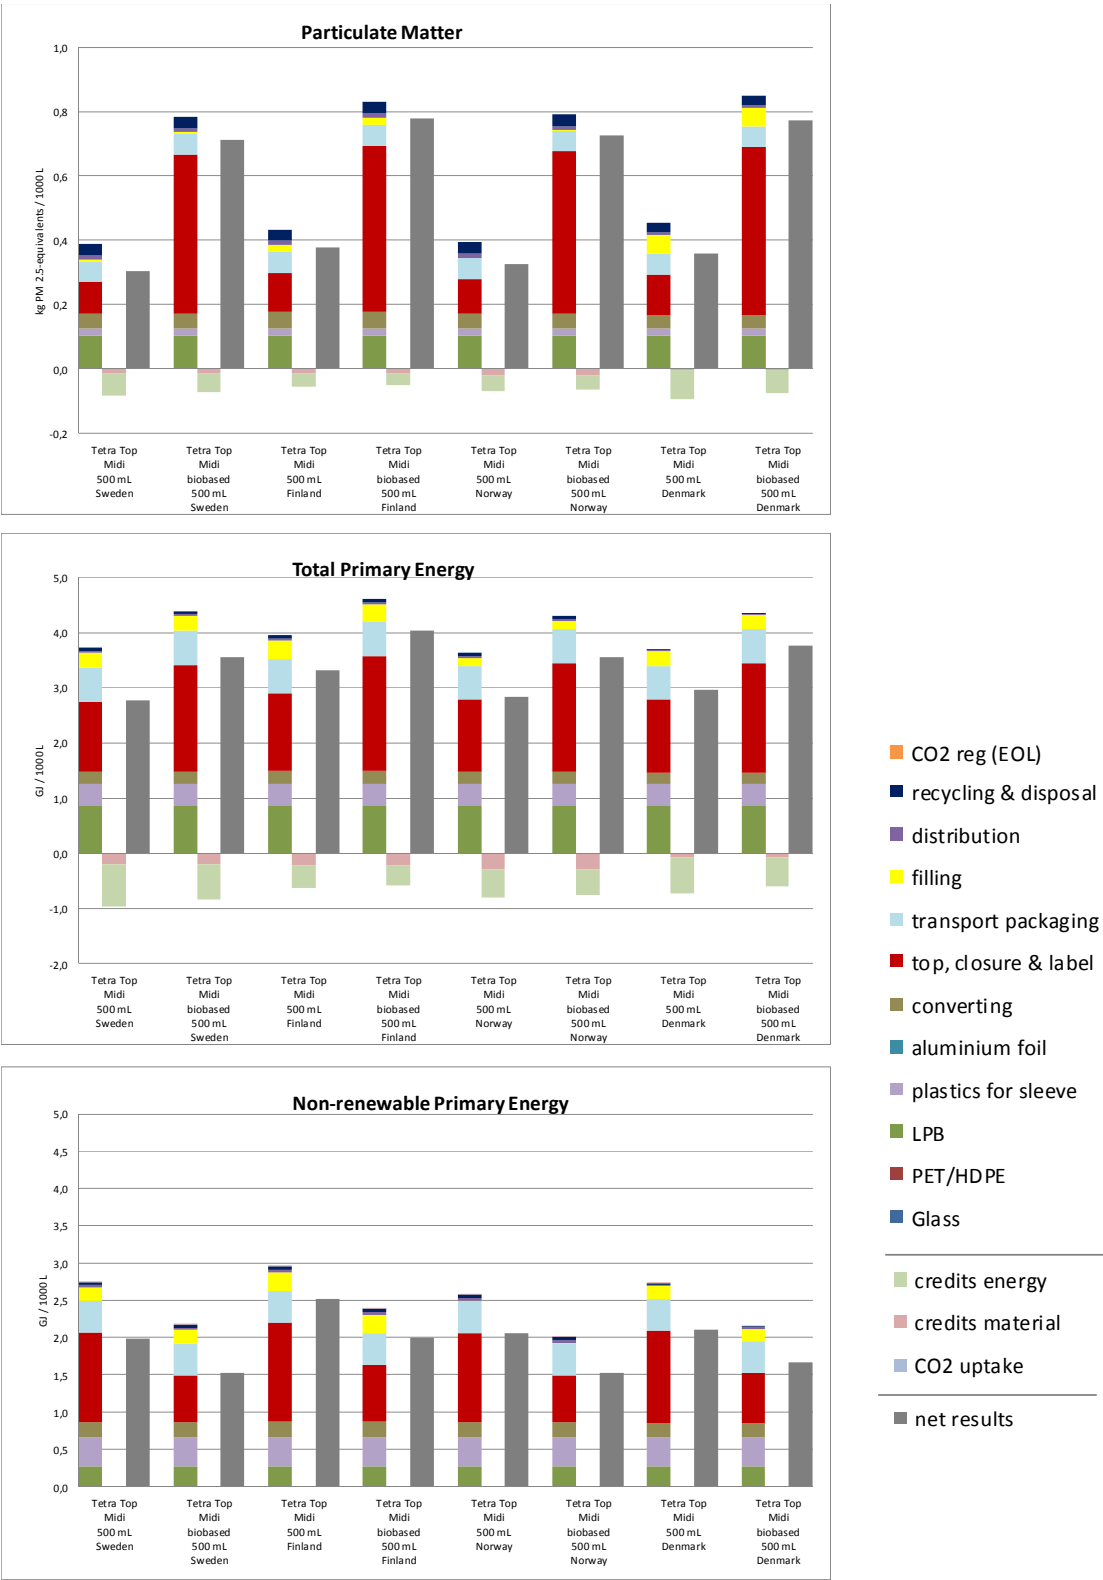 Particulate Matter
kg PM 2.5-equivalents / 1000 L
1,0
0,8
0,6
0,4
0,2
0,0
-0,2
Tetra Top
Midi
500 mL
Sweden
Tetra Top
Midi
biobased
500 mL
Sweden
Tetra Top
Midi
500 mL
Finland
Tetra Top
Midi
biobased
500 mL
Finland
Tetra Top
Midi
500 mL
Norway
Tetra Top
Midi
biobased
500 mL
Norway
Tetra Top
Midi
500 mL
Denmark
Tetra Top
Midi
biobased
500 mL
Denmark
Total Primary Energy
GJ / 1000L
5,0
4,0
3,0
2,0
1,0
0,0
-1,0
-2,0
Tetra Top
Midi
500 mL
Sweden
Tetra Top
Midi
biobased
500 mL
Sweden
Tetra Top
Midi
500 mL
Finland
Tetra Top
Midi
biobased
500 mL
Finland
Tetra Top
Midi
500 mL
Norway
Tetra Top
Midi
biobased
500 mL
Norway
Tetra Top
Midi
500 mL
Denmark
Tetra Top
Midi
biobased
500 mL
Denmark
Non-renewable Primary Energy
GJ / 1000 L
5,0
4,5
4,0
3,5
3,0
2,5
2,0
1,5
1,0
0,5
0,0
Tetra Top
Midi
500 mL
Sweden
Tetra Top
Midi
biobased
500 mL
Sweden
Tetra Top
Midi
500 mL
Finland
Tetra Top
Midi
biobased
500 mL
Finland
Tetra Top
Midi
500 mL
Norway
Tetra Top
Midi
biobased
500 mL
Norway
Tetra Top
Midi
500 mL
Denmark
Tetra Top
Midi
biobased
500 mL
Denmark
CO2 reg (EOL)
recycling & disposal
distribution
filling
transport packaging
top, closure & label
converting
aluminium foil
plastics for sleeve
LPB
PET/HDPE
Glass
credits energy
credits material
CO2 uptake
net results